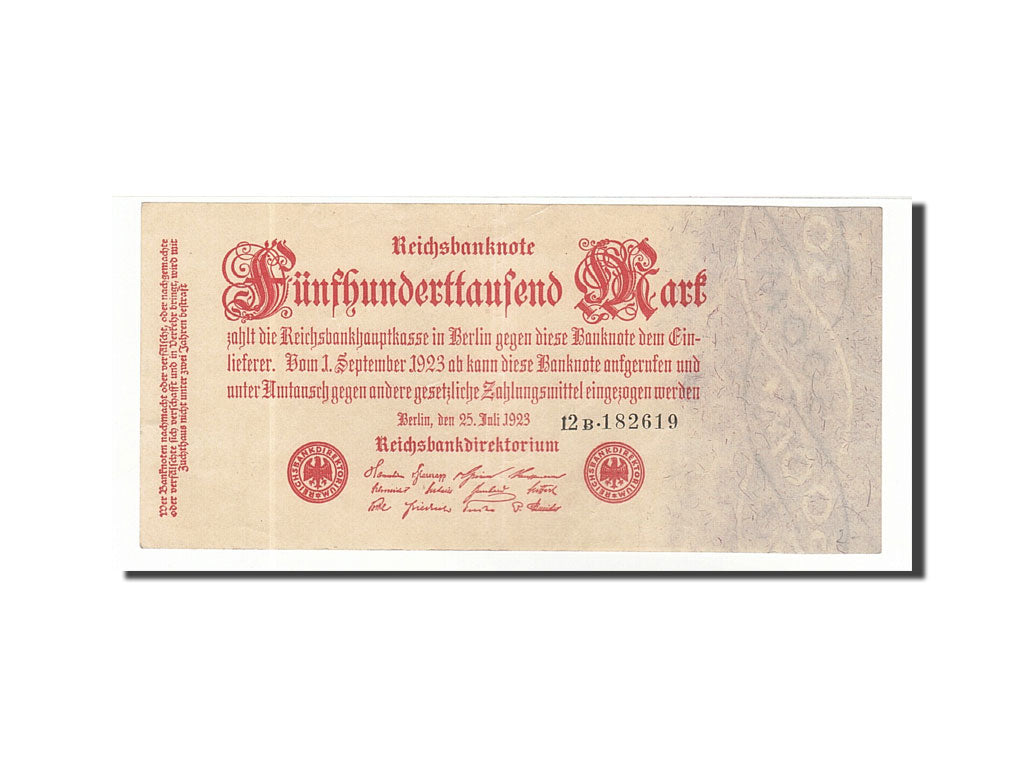 Wer Banknoten nachmacht oder verfälscht, oder nachgemachte
oder verfälschte sich verschafft und in Verkehr bringt, wird mit
Zuchthaus nicht unter zwei Jahren bestraft
Reichsbanknote
Fünfhunderttausend Mark
zahlt die Reichsbankhauptkasse in Berlin gegen diese Banknote dem Ein-
lieferer. Vom 1. September 1923 ab kann diese Banknote aufgerufen und
unter Umtausch gegen andere gesetzliche Zahlungsmittel eingezogen werden
Berlin, den 25. Juli 1923
12B·182619
Reichsbankdirektorium
REICHSBANKDIREKTORIUM
REICHSBANKDIREKTORIUM